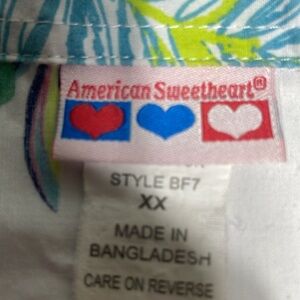 American Sweetheart®
STYLE BF7
XX
MADE IN
BANGLADESH
CARE ON REVERSE